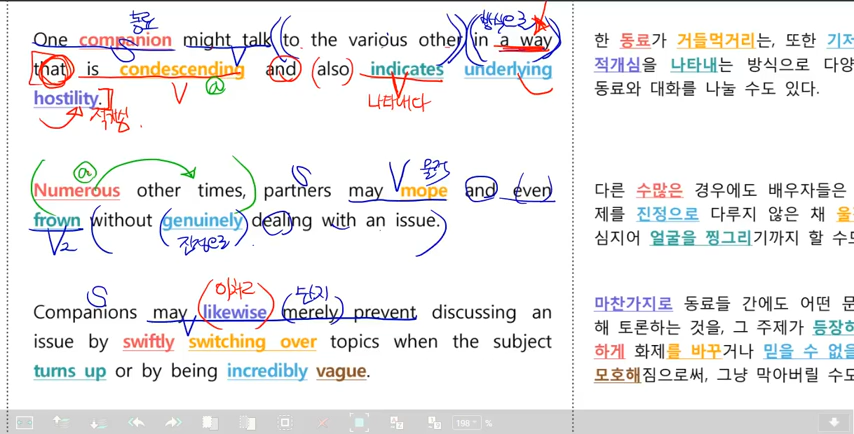 동료
방식으로
One companion might talk (to the various other) (in a way
that) is condescending and (also) indicates underlying
hostility.]
V
ⓐ
나타내다
적개심
ⓐ
S
V
울적
(Numerous other times,) partners may mope and (even)
frown (without genuinely dealing with an issue.)
V2
진정으로
S
이처럼
단지
Companions may (likewise) (merely) prevent discussing an
V
issue by swiftly switching over topics when the subject
turns up or by being incredibly vague.
한 동료가 거들먹거리는, 또한 기저
적개심을 나타내는 방식으로 다양
동료와 대화를 나눌 수도 있다.
다른 수많은 경우에도 배우자들은
제를 진정으로 다루지 않은 채 울
심지어 얼굴을 찡그리기까지 할 수도
마찬가지로 동료들 간에도 어떤 문
해 토론하는 것을, 그 주제가 등장하
하게 화제를 바꾸거나 믿을 수 없을
모호해짐으로써, 그냥 막아버릴 수도
198 %